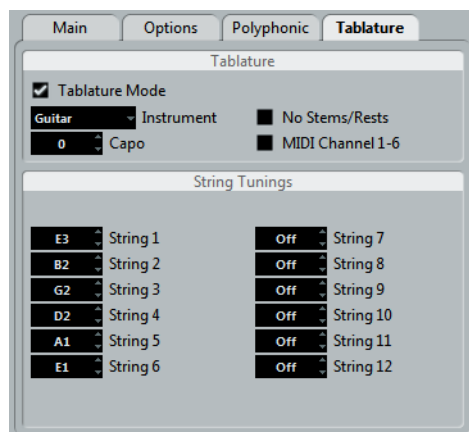 Main Options Polyphonic Tablature
Tablature
Tablature Mode
Guitar Instrument No Stems/Rests
0 Capo MIDI Channel 1-6
String Tunings
E3 String 1 Off String 7
B2 String 2 Off String 8
G2 String 3 Off String 9
D2 String 4 Off String 10
A1 String 5 Off String 11
E1 String 6 Off String 12